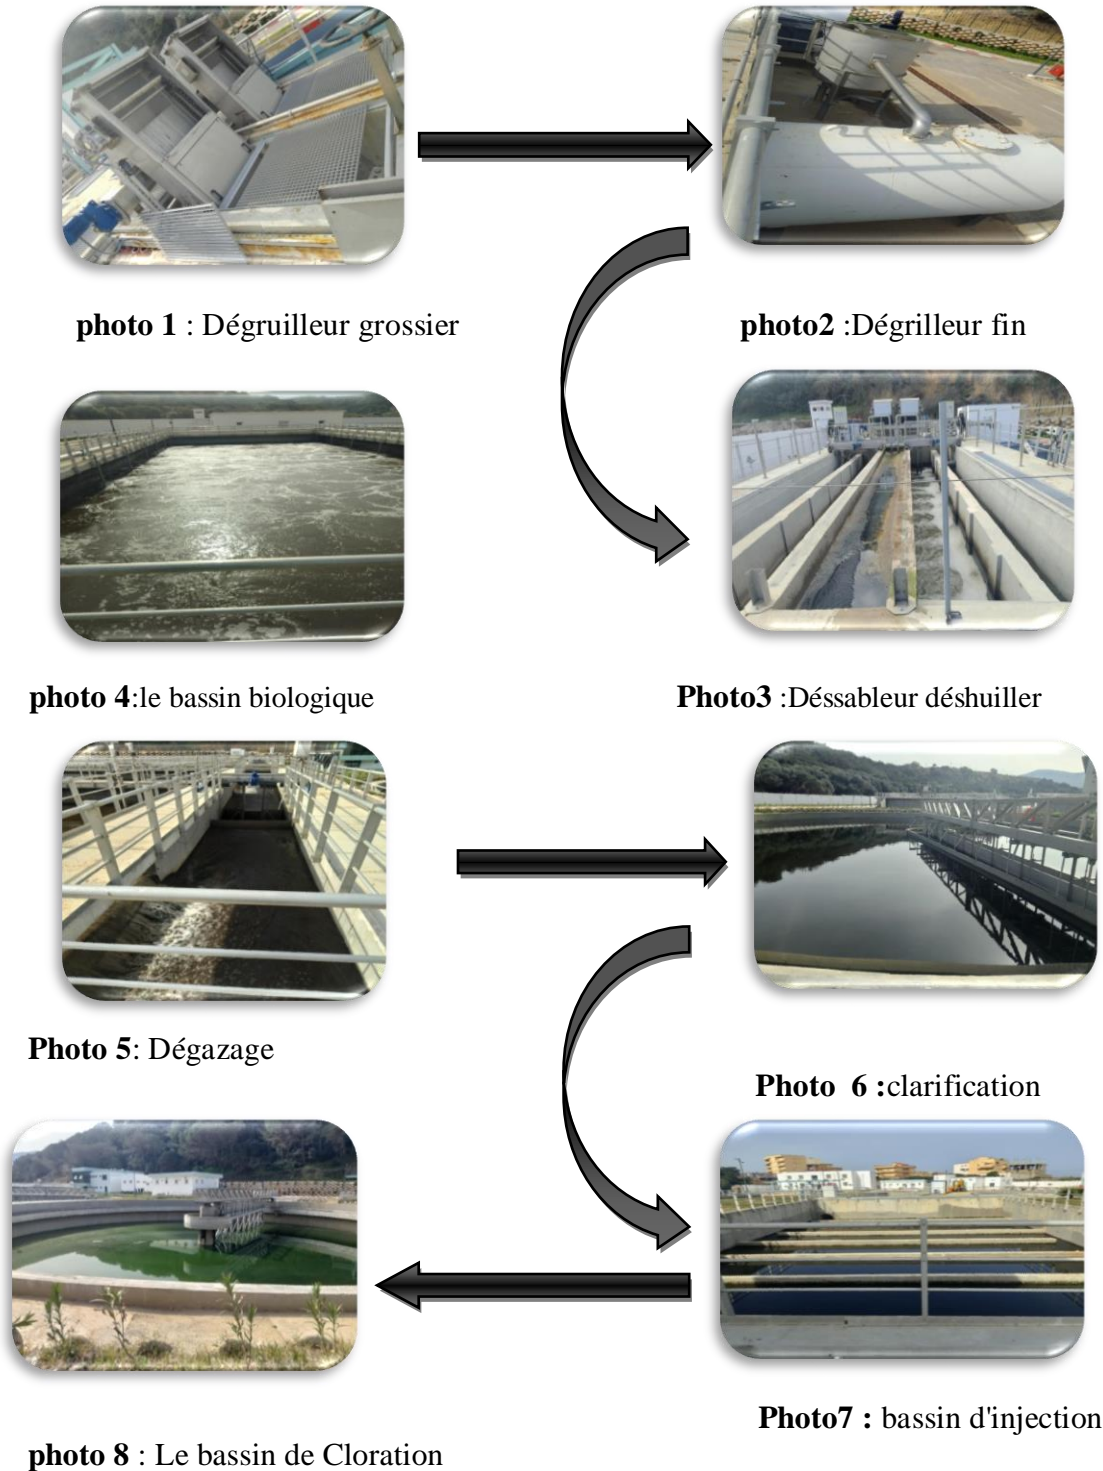 photo 1 : Dégruilleur grossier
photo2 :Dégrilleur fin
photo 4:le bassin biologique
Photo3 :Déssableur déshuiller
Photo 5: Dégazage
Photo 6 :clarification
Photo7 : bassin d'injection
photo 8 : Le bassin de Cloration